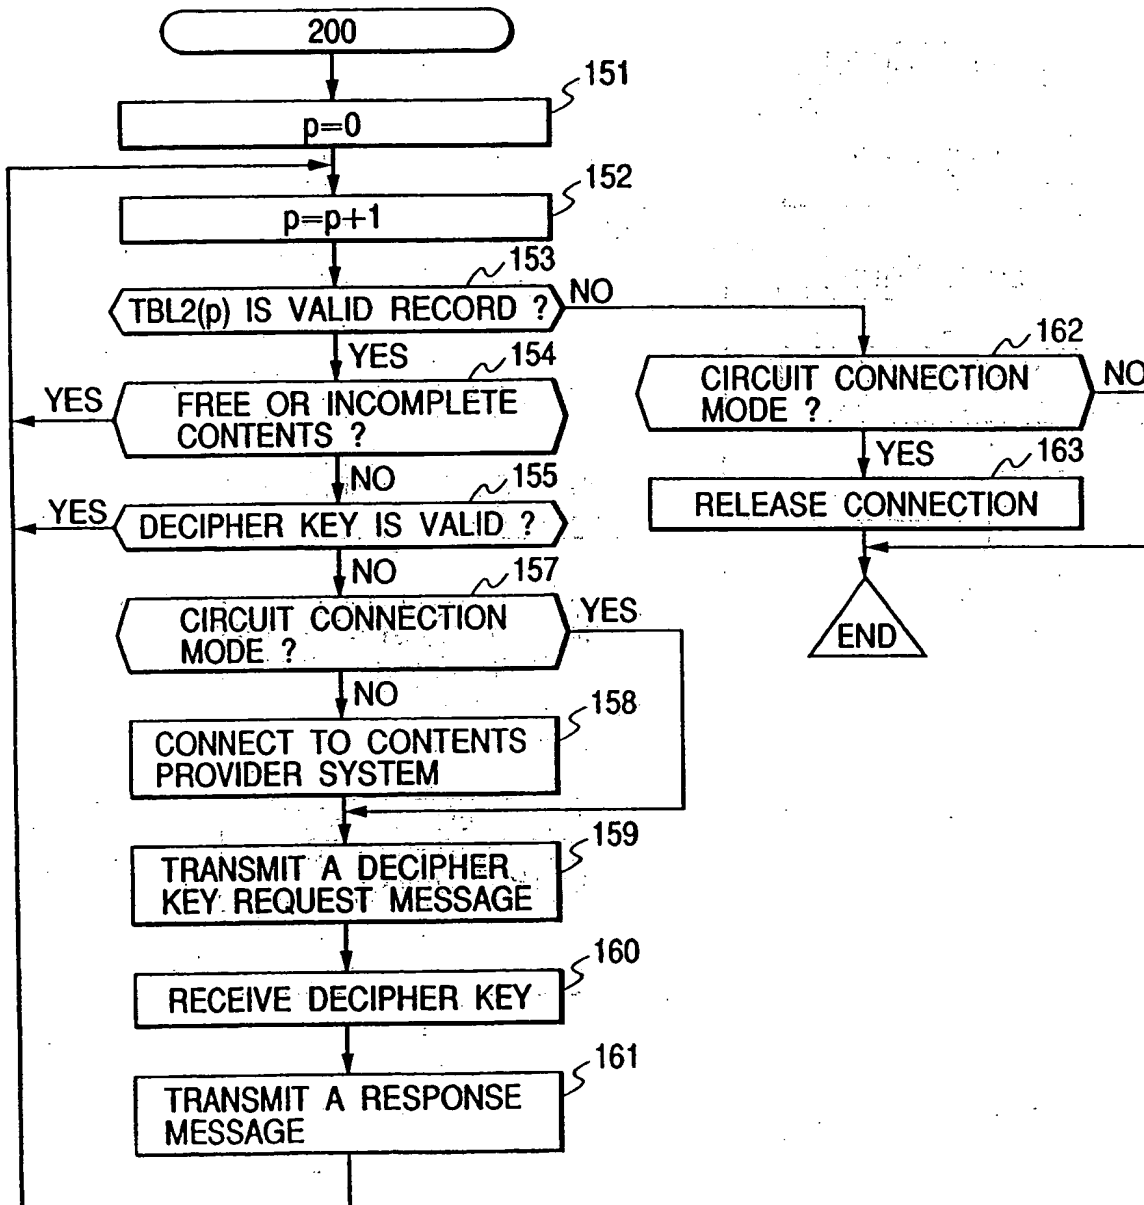 200
151
p=0
152
p=p+1
153
TBL2(p) IS VALID RECORD ?
NO
YES
154
162
YES
FREE OR INCOMPLETE
CONTENTS ?
CIRCUIT CONNECTION
MODE ?
NO
NO
155
YES
163
YES
DECIPHER KEY IS VALID ?
RELEASE CONNECTION
NO
157
CIRCUIT CONNECTION
MODE ?
YES
END
NO
158
CONNECT TO CONTENTS
PROVIDER SYSTEM
159
TRANSMIT A DECIPHER
KEY REQUEST MESSAGE
160
RECEIVE DECIPHER KEY
161
TRANSMIT A RESPONSE
MESSAGE